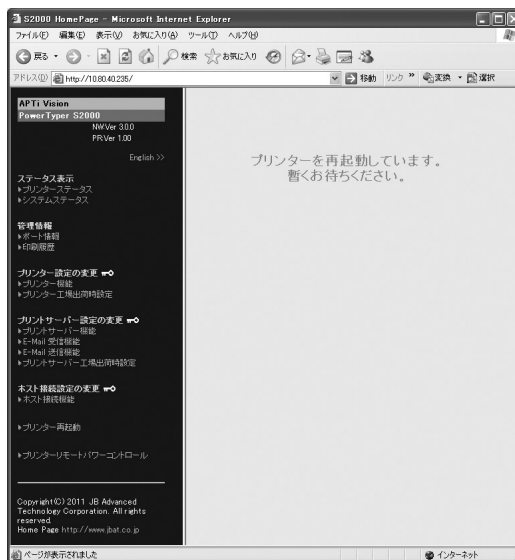 S2000 HomePage - Microsoft Internet Explorer
ファイル(F) 編集(E) 表示(V) お気に入り(A) ツール(T) ヘルプ(H)
戻る 検索 お気に入り
アドレス(D) http://10.80.40.235/ 移動 リンク » 変換 選択
APTi Vision
PowerTyper S2000
NW.Ver 3.0.0
PR.Ver 1.00
English >>
ステータス表示
プリンターステータス
システムステータス
管理情報
ポート情報
印刷履歴
プリンター設定の変更
プリンター機能
プリンター工場出荷時設定
プリントサーバー設定の変更
プリントサーバー機能
E-Mail 受信機能
E-Mail 送信機能
プリントサーバー工場出荷時設定
ホスト接続設定の変更
ホスト接続機能
プリンター再起動
プリンターリモートパワーコントロール
Copyright(C) 2011 JB Advanced
Technology Corporation. All rights
reserved.
Home Page http://www.jbat.co.jp
プリンターを再起動しています。
暫くお待ちください。
ページが表示されました インターネット